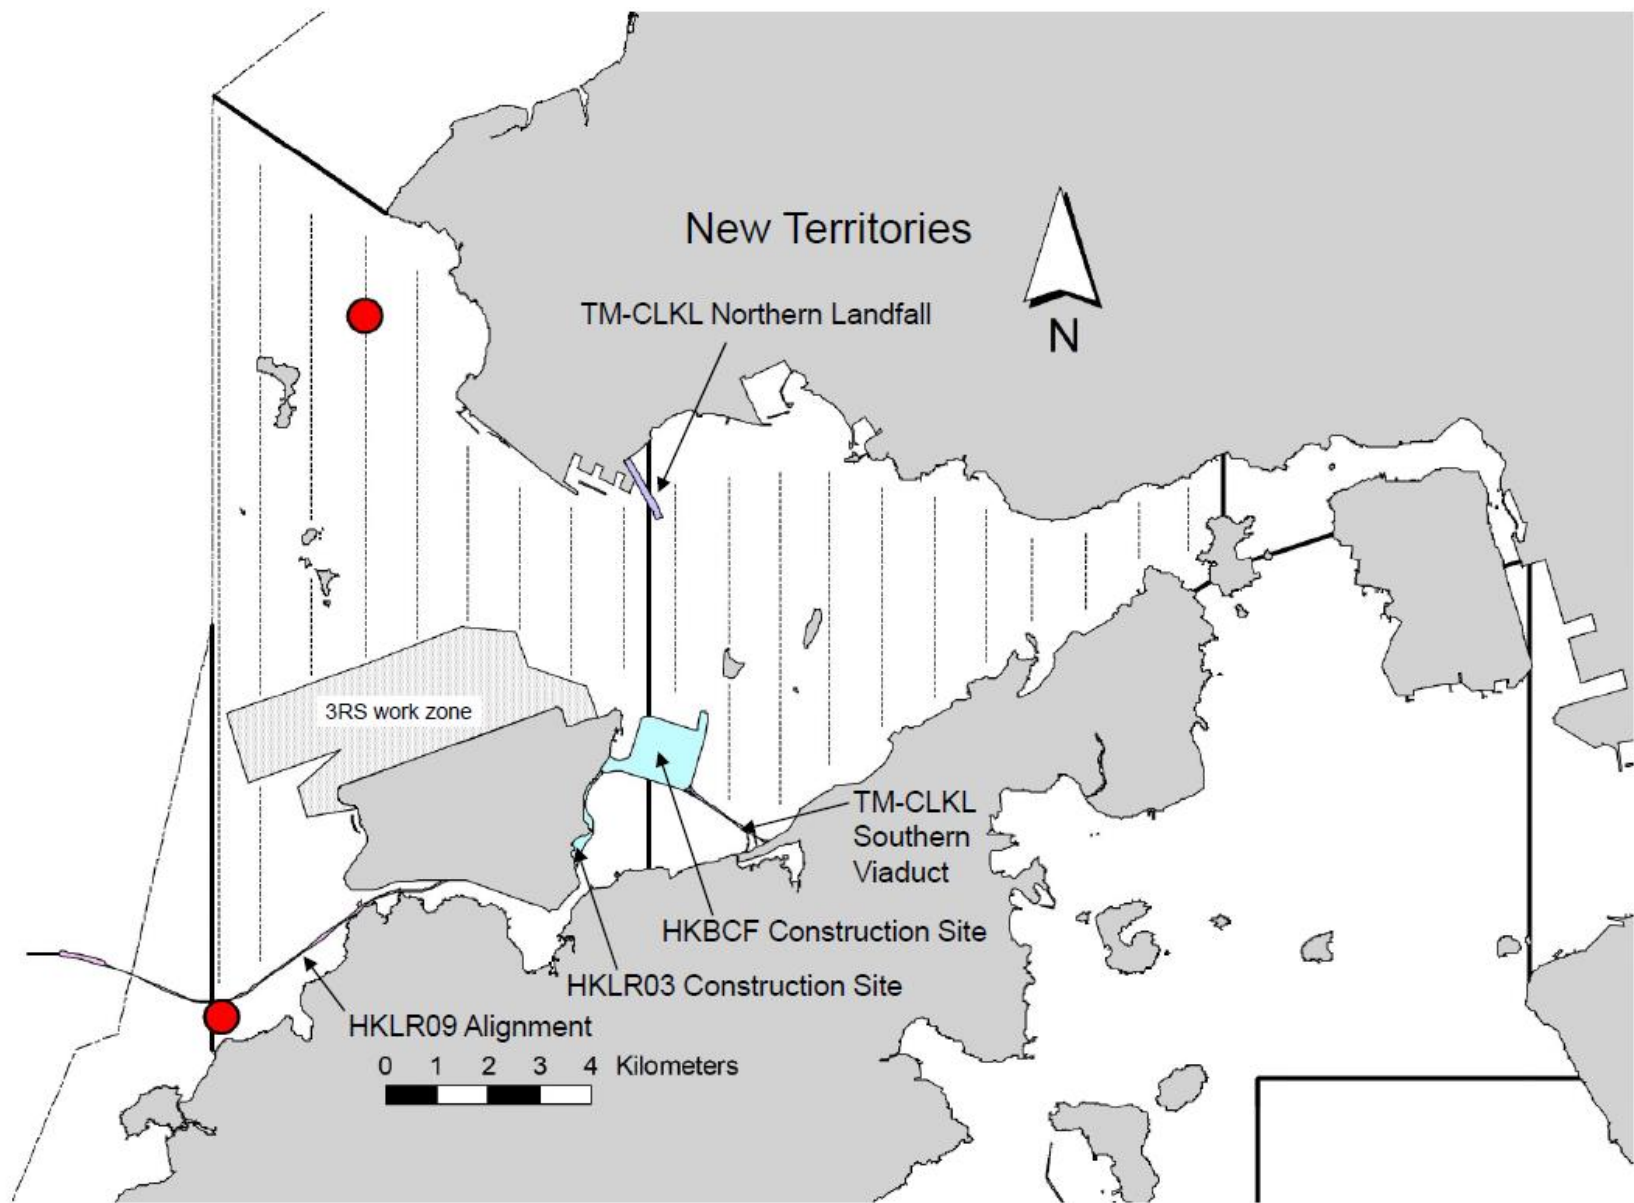 New Territories
TM-CLKL Northern Landfall
N
3RS work zone
TM-CLKL
Southern
Viaduct
HKBCF Construction Site
HKLR03 Construction Site
HKLR09 Alignment
0 1 2 3 4 Kilometers